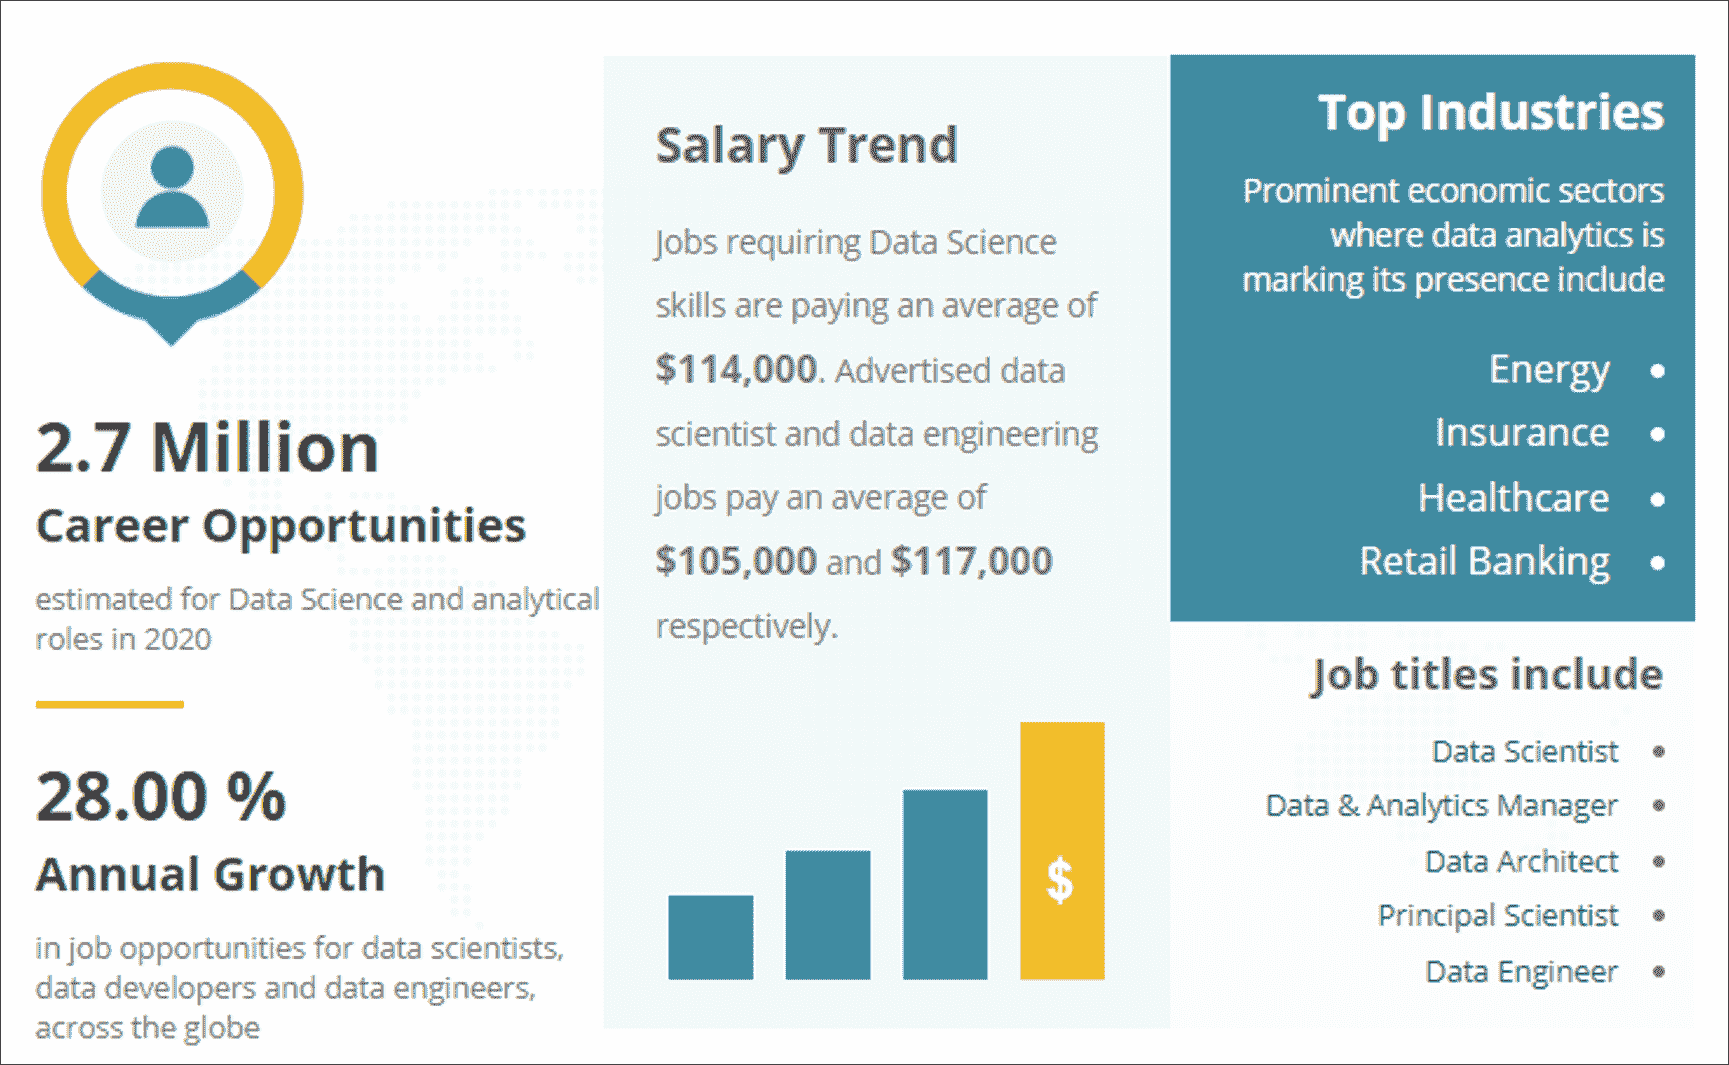 2.7 Million
Career Opportunities
estimated for Data Science and analytical
roles in 2020
28.00 %
Annual Growth
in job opportunities for data scientists,
data developers and data engineers,
across the globe
Salary Trend
Jobs requiring Data Science
skills are paying an average of
$114,000. Advertised data
scientist and data engineering
jobs pay an average of
$105,000 and $117,000
respectively.
$
Top Industries
Prominent economic sectors
where data analytics is
marking its presence include
Energy •
Insurance •
Healthcare •
Retail Banking •
Job titles include
Data Scientist •
Data & Analytics Manager •
Data Architect •
Principal Scientist •
Data Engineer •